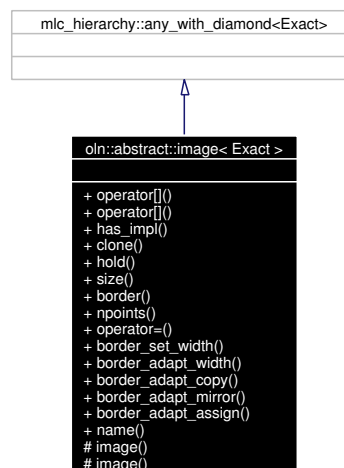 mlc_hierarchy::any_with_diamond<Exact>
oln::abstract::image< Exact >
+ operator[]()
+ operator[]()
+ has_impl()
+ clone()
+ hold()
+ size()
+ border()
+ npoints()
+ operator=()
+ border_set_width()
+ border_adapt_width()
+ border_adapt_copy()
+ border_adapt_mirror()
+ border_adapt_assign()
+ name()
# image()
# image()